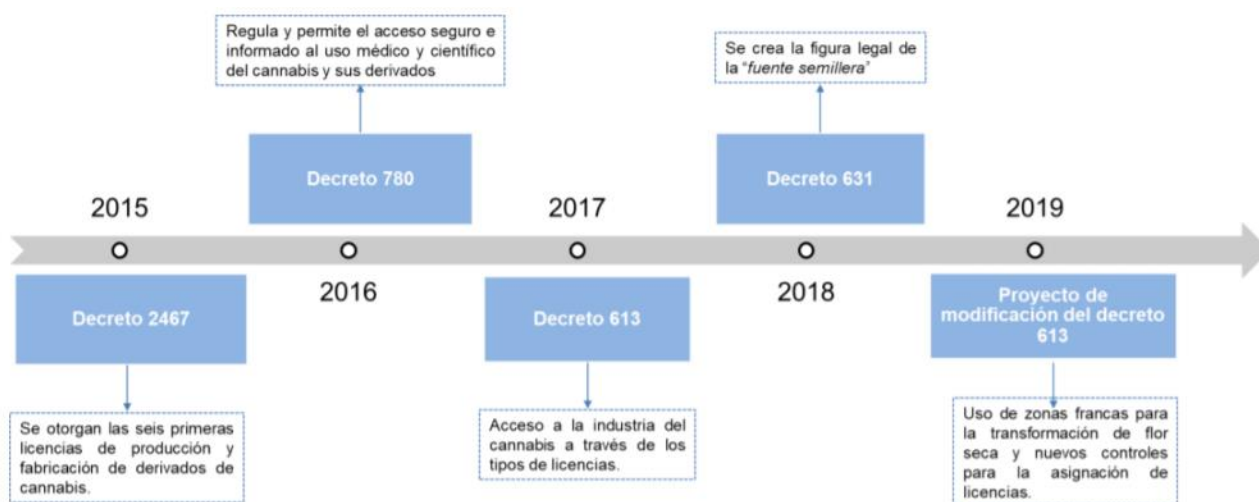 Regula y permite el acceso seguro e
informado al uso médico y científico
del cannabis y sus derivados
Se crea la figura legal de
la "fuente semillera"
Decreto 780
Decreto 631
2015
2017
2019
2016
2018
Decreto 2467
Decreto 613
Proyecto de
modificación del decreto
613
Se otorgan las seis primeras
licencias de producción y
fabricación de derivados de
cannabis.
Acceso a la industria del
cannabis a través de los
tipos de licencias.
Uso de zonas francas para
la transformación de flor
seca y nuevos controles
para la asignación de
licencias.